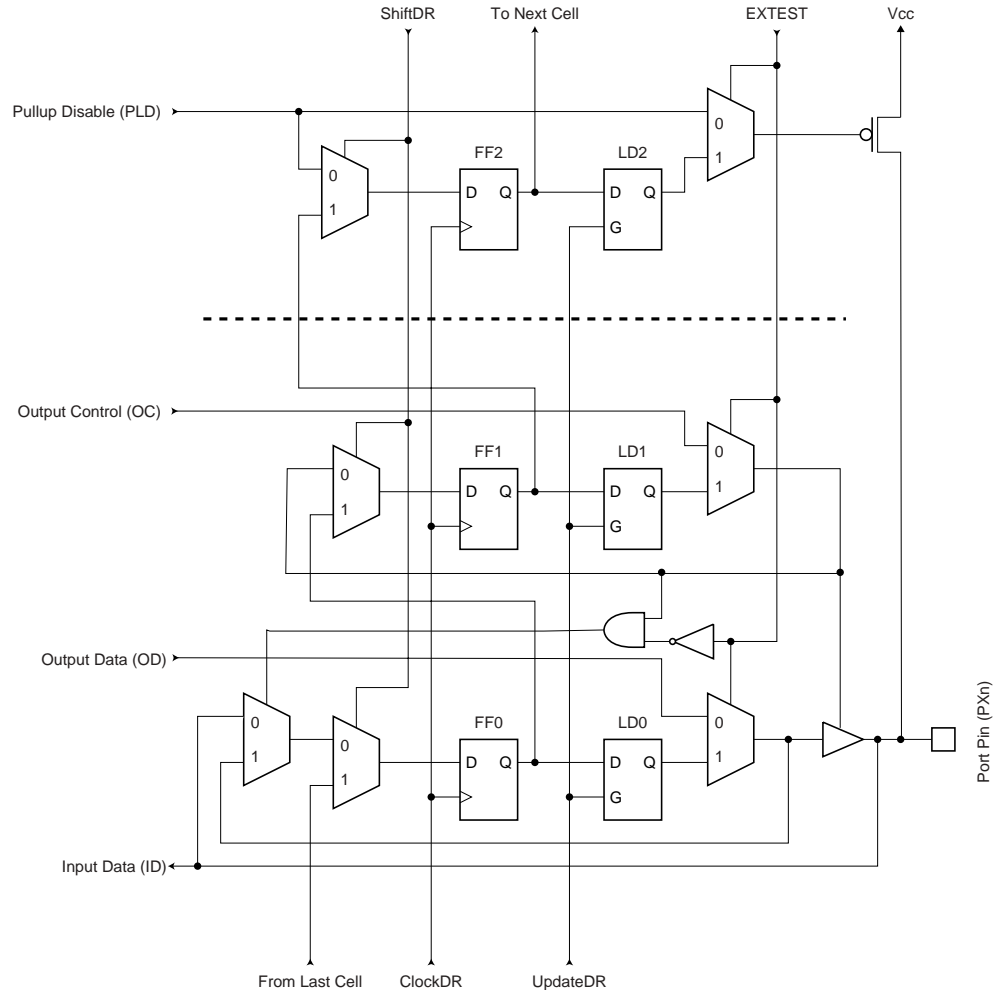 ShiftDR
To Next Cell
EXTEST
Vcc
Pullup Disable (PLD)
0
1
FF2
D Q
LD2
D Q
G
0
1
Output Control (OC)
0
1
FF1
D Q
LD1
D Q
G
0
1
Output Data (OD)
0
1
0
1
FF0
D Q
LD0
D Q
G
0
1
Port Pin (PXn)
Input Data (ID)
From Last Cell
ClockDR
UpdateDR